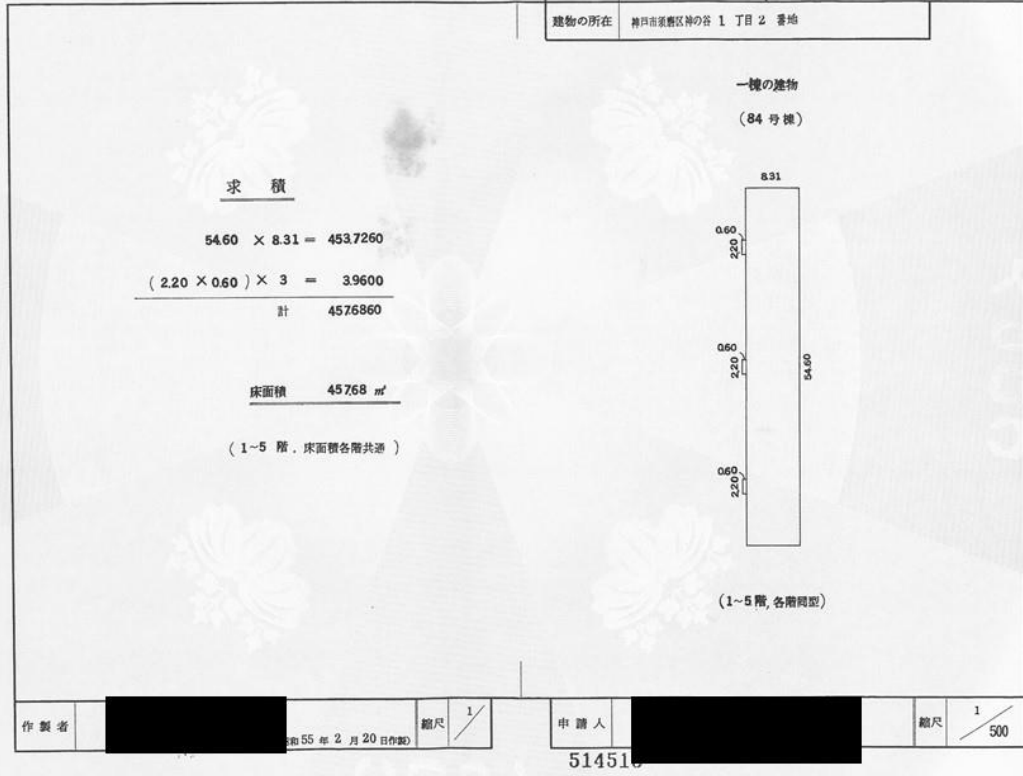 建物の所在 神戸市須磨区神の谷 1 丁目 2 番地
一棟の建物
(84 号棟)
求 積
54.60 × 8.31 = 453.7260
(2.20 × 0.60) × 3 = 3.9600
計 457.6860
床面積 457.68 ㎡
(1~5 階、床面積各階共通)
8.31
0.60
2.20
0.60
2.20
54.60
0.60
2.20
(1~5 階, 各階同型)
作製者
和 55 年 2 月 20 日作製)
縮尺 1/
申請人
縮尺 1/500
51451